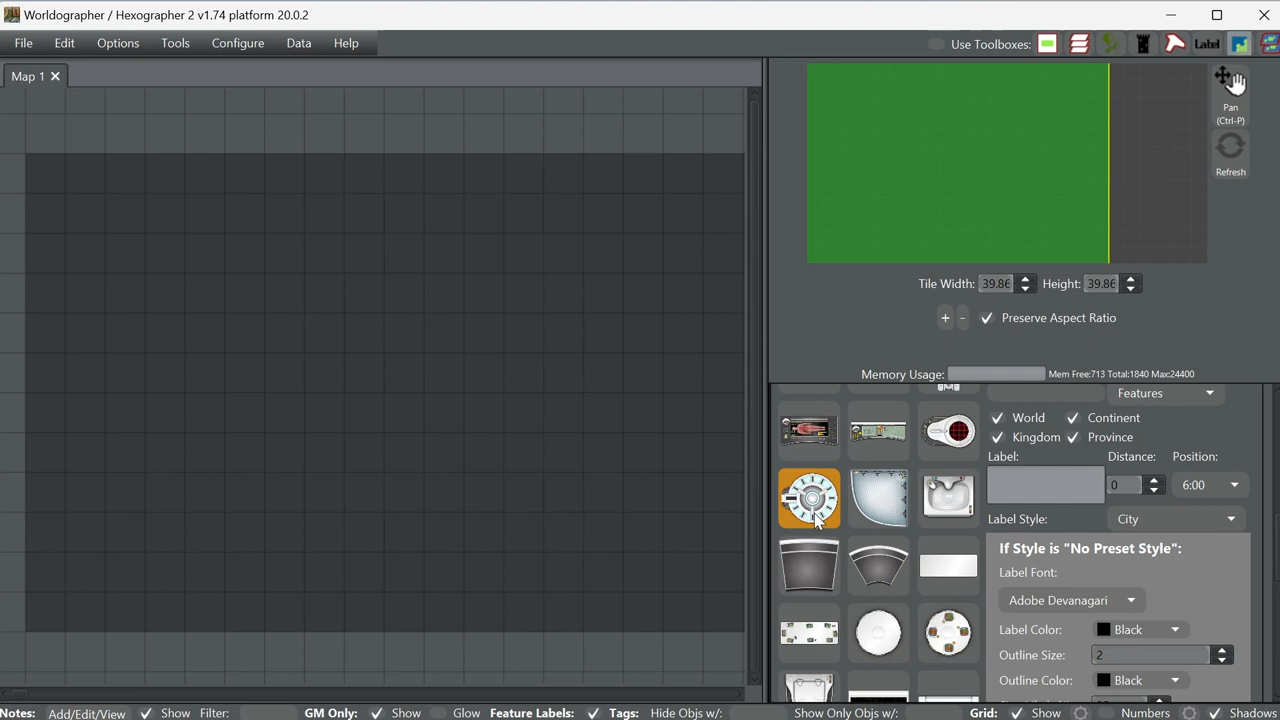 Worldographer / Hexographer 2 v1.74 platform 20.0.2
File Edit Options Tools Configure Data Help
Use Toolboxes: Label
Map 1
Pan
(Ctrl-P)
Refresh
Tile Width: 39.86 Height: 39.86
+ - Preserve Aspect Ratio
Memory Usage: Mem Free:713 Total:1840 Max:24400
Features
World Continent
Kingdom Province
Label: Distance: Position:
0 6:00
Label Style: City
If Style is "No Preset Style":
Label Font:
Adobe Devanagari
Label Color: Black
Outline Size: 2
Outline Color: Black
Notes: Add/Edit/View Show Filter: GM Only: Show Glow Feature Labels: Tags: Hide Objs w/: Show Only Objs w/: Grid: Show Numbers Shadows